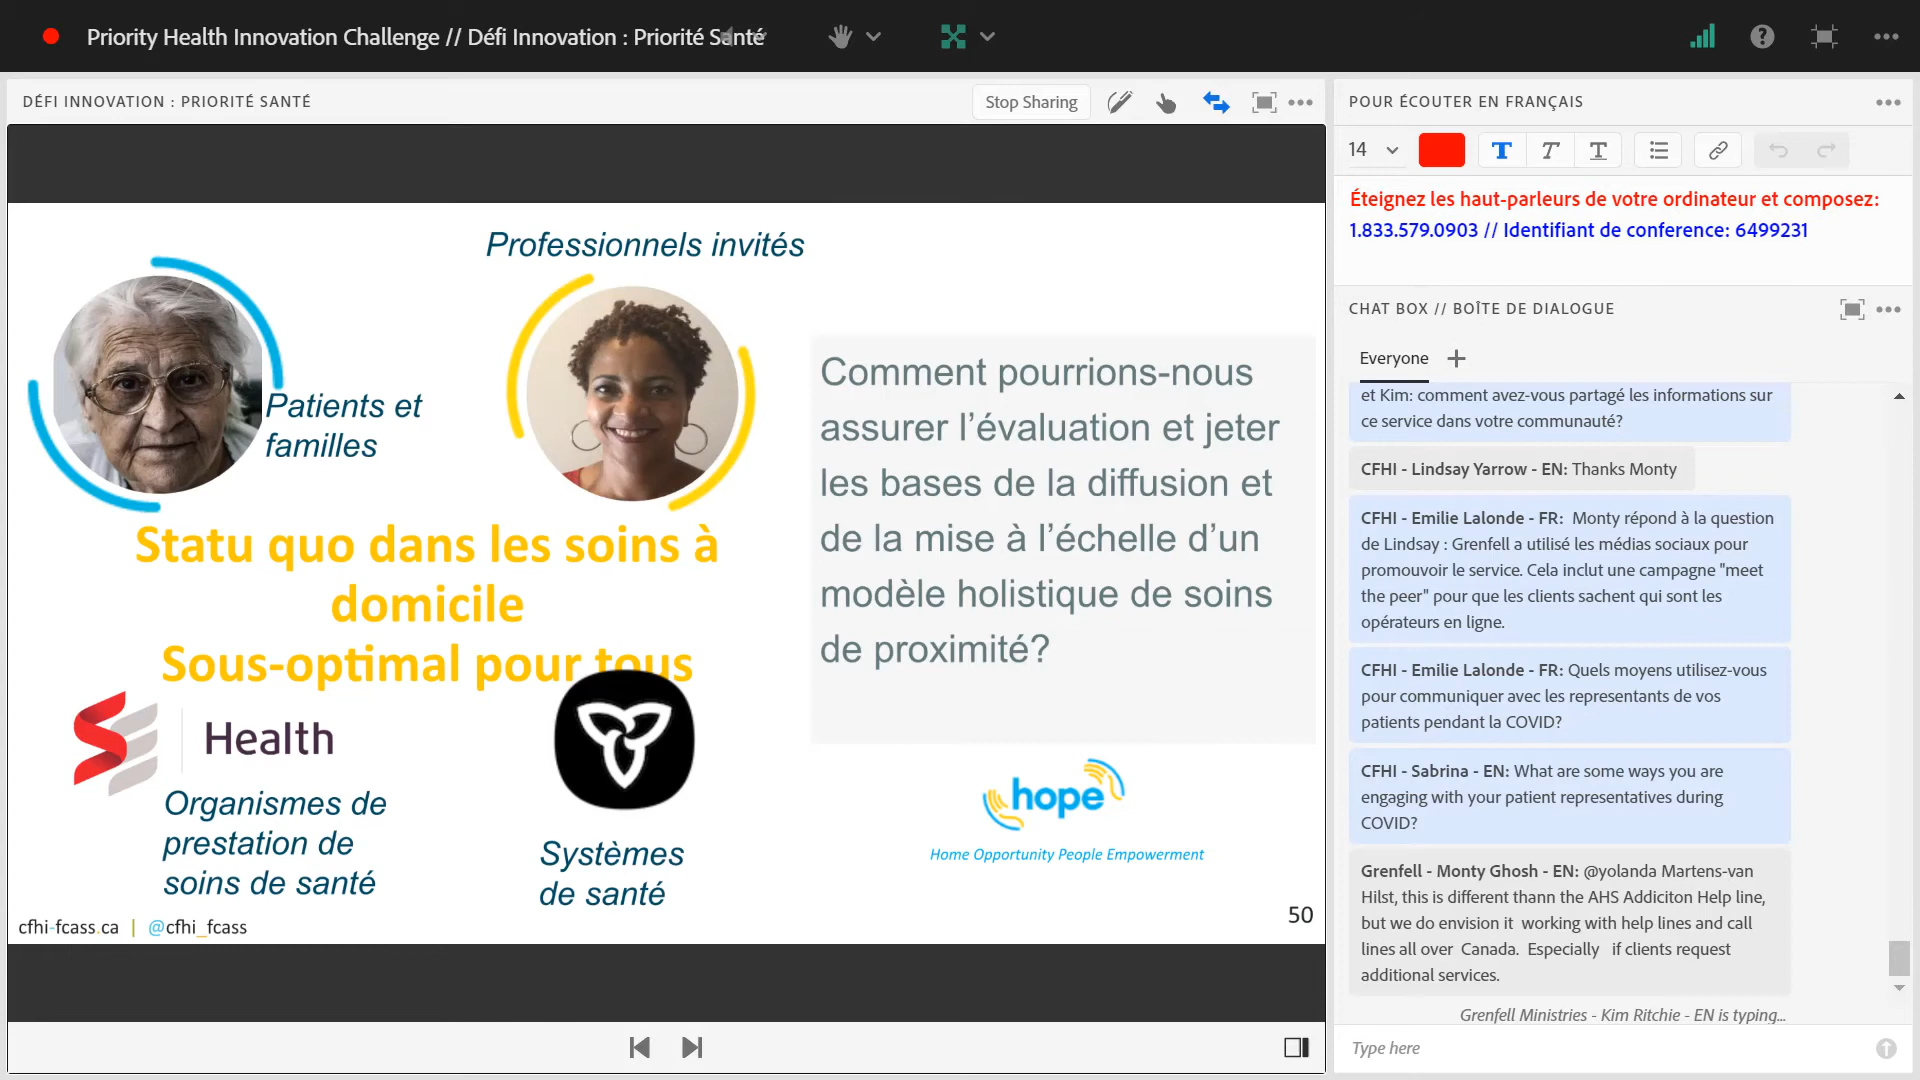 Priority Health Innovation Challenge // Défi Innovation : Priorité Santé
DÉFI INNOVATION : PRIORITÉ SANTÉ
Stop Sharing
Professionnels invités
Patients et
familles
Statu quo dans les soins à
domicile
Sous-optimal pour tous
Health
Organismes de
prestation de
soins de santé
Systèmes
de santé
Comment pourrions-nous
assurer l'évaluation et jeter
les bases de la diffusion et
de la mise à l'échelle d'un
modèle holistique de soins
de proximité?
hope
Home Opportunity People Empowerment
cfhi-fcass.ca | @cfhi_fcass
50
POUR ÉCOUTER EN FRANÇAIS
14
T T T
Éteignez les haut-parleurs de votre ordinateur et composez:
1.833.579.0903 // Identifiant de conference: 6499231
CHAT BOX // BOÎTE DE DIALOGUE
Everyone
et Kim: comment avez-vous partagé les informations sur
ce service dans votre communauté?
CFHI - Lindsay Yarrow - EN: Thanks Monty
CFHI - Emilie Lalonde - FR: Monty répond à la question
de Lindsay : Grenfell a utilisé les médias sociaux pour
promouvoir le service. Cela inclut une campagne "meet
the peer" pour que les clients sachent qui sont les
opérateurs en ligne.
CFHI - Emilie Lalonde - FR: Quels moyens utilisez-vous
pour communiquer avec les representants de vos
patients pendant la COVID?
CFHI - Sabrina - EN: What are some ways you are
engaging with your patient representatives during
COVID?
Grenfell - Monty Ghosh - EN: @yolanda Martens-van
Hilst, this is different thann the AHS Addiciton Help line,
but we do envision it working with help lines and call
lines all over Canada. Especially if clients request
additional services.
Grenfell Ministries - Kim Ritchie - EN is typing...
Type here